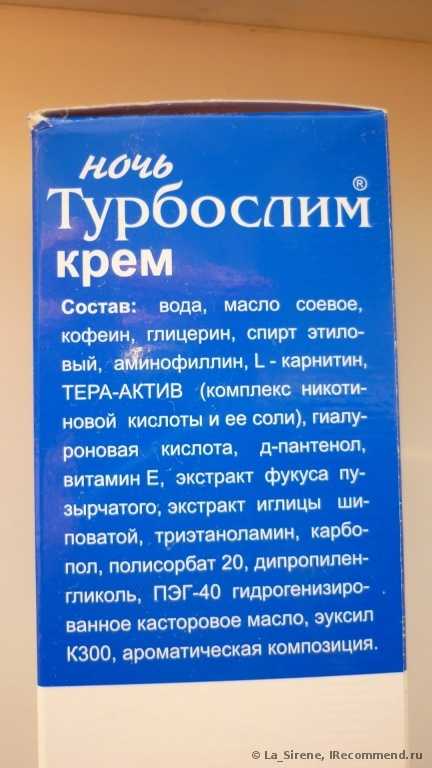 ночь
Турбослим®
крем
Состав: вода, масло соевое,
кофеин, глицерин, спирт этило-
вый, аминофиллин, L - карнитин,
ТЕРА-АКТИВ (комплекс никоти-
новой кислоты и ее соли), гиалу-
роновая кислота, д-пантенол,
витамин Е, экстракт фукуса пу-
зырчатого, экстракт иглицы ши-
поватой, триэтаноламин, карбо-
пол, полисорбат 20, дипропилен-
гликоль, ПЭГ-40 гидрогенизиро-
ванное касторовое масло, эуксил
К300, ароматическая композиция.
© La_Sirene, IRecommend.ru